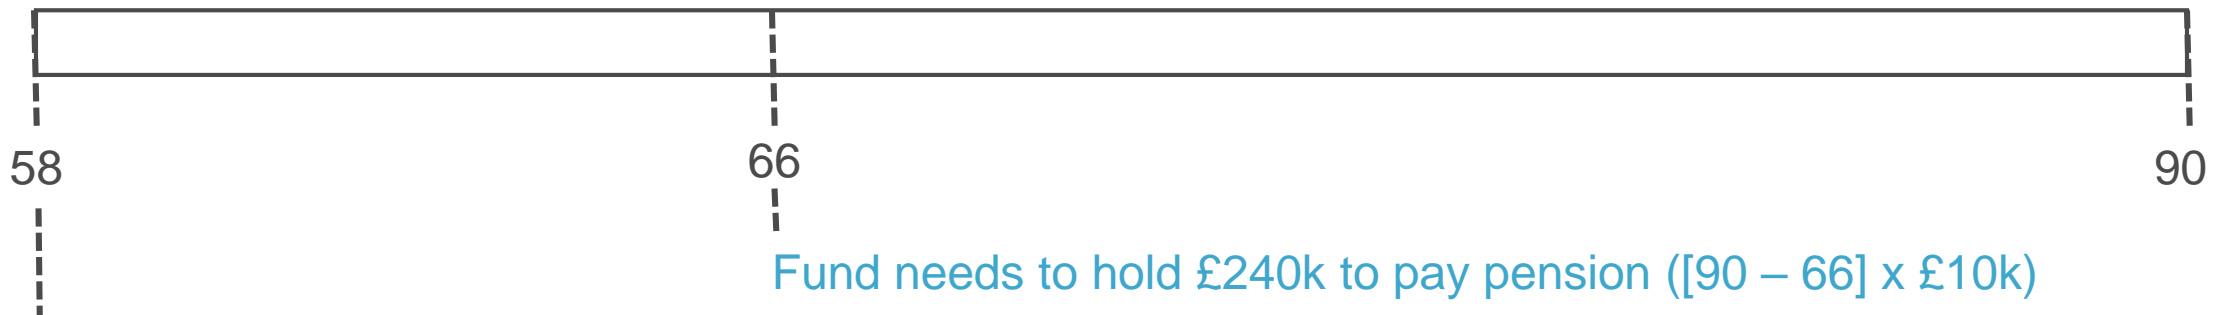 58
66
90
Fund needs to hold £240k to pay pension ([90 – 66] x £10k)